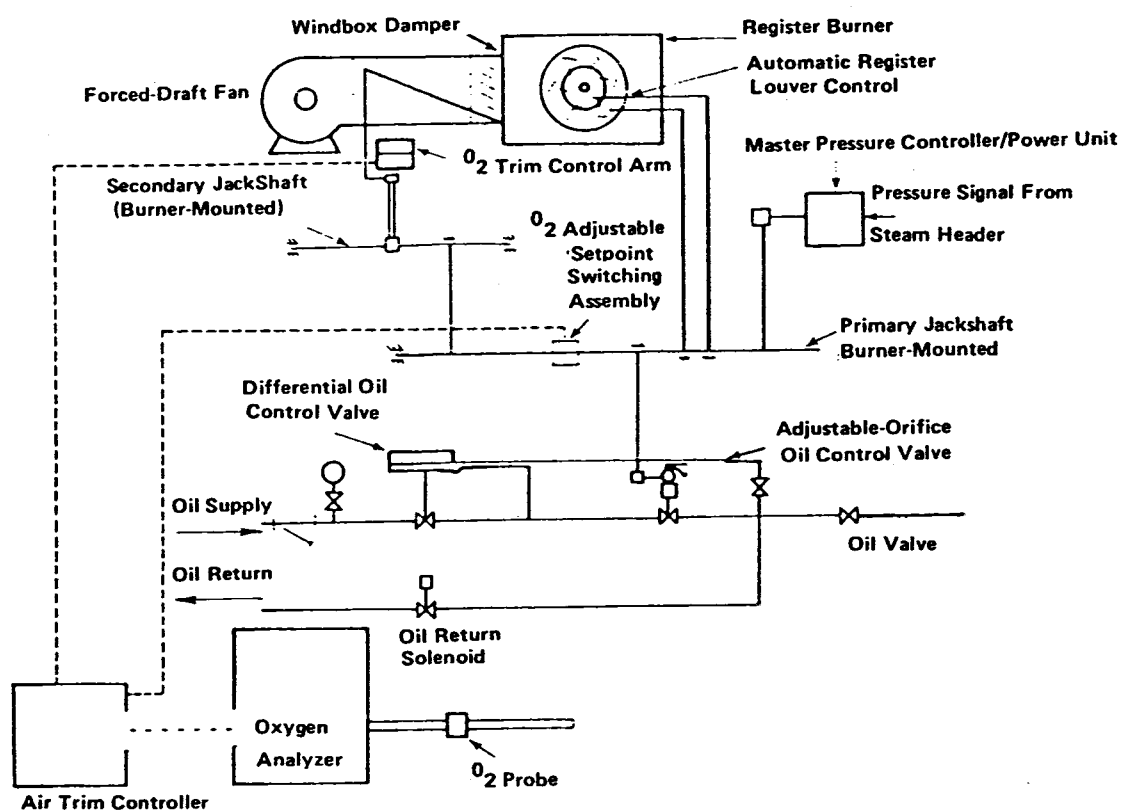 Windbox Damper
Register Burner
Automatic Register
Louver Control
Forced-Draft Fan
Master Pressure Controller/Power Unit
O2 Trim Control Arm
Secondary JackShaft
(Burner-Mounted)
Pressure Signal From
Steam Header
O2 Adjustable
Setpoint
Switching
Assembly
Primary Jackshaft
Burner-Mounted
Differential Oil
Control Valve
Adjustable-Orifice
Oil Control Valve
Oil Supply
Oil Valve
Oil Return
Oil Return
Solenoid
Oxygen
Analyzer
O2 Probe
Air Trim Controller